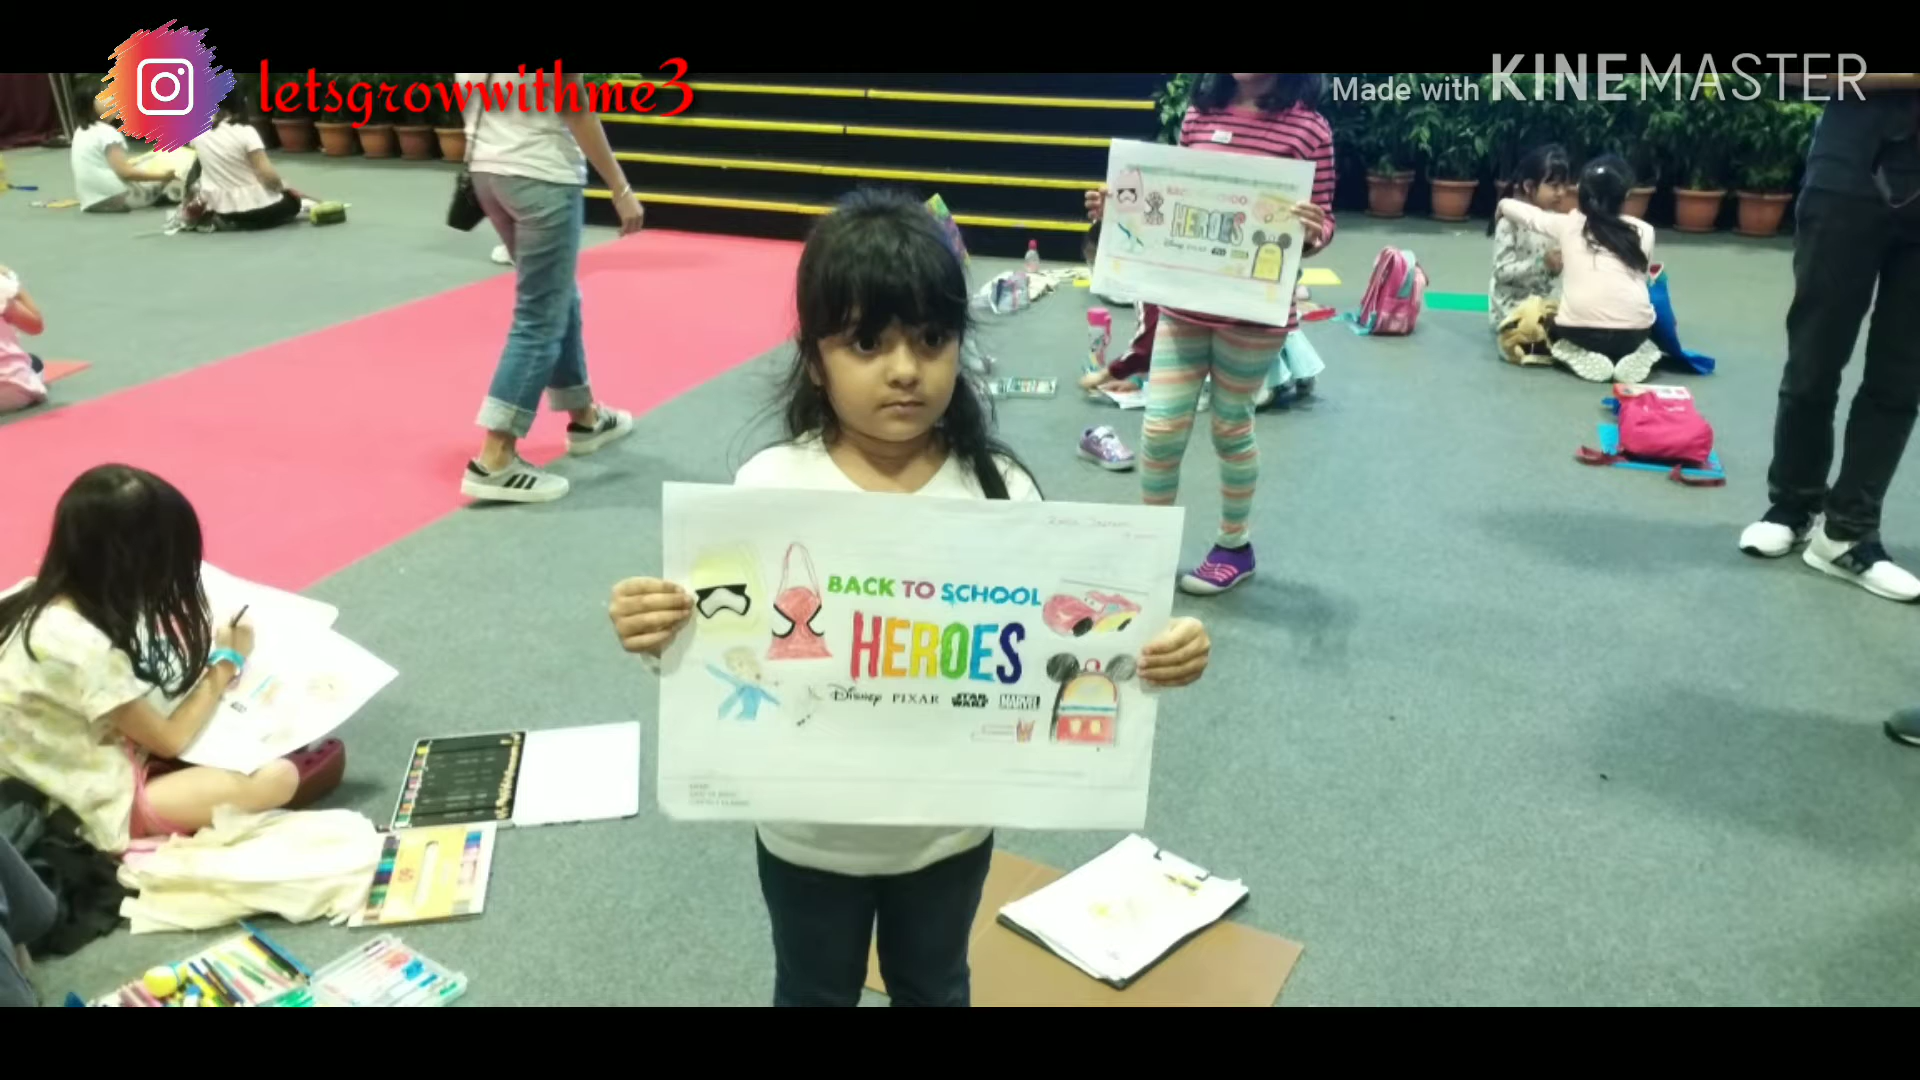 letsgrowwithme3
Made with KINEMASTER
BACK TO SCHOOL
HEROES
Disney PIXAR STAR WARS MARVEL
HEROES